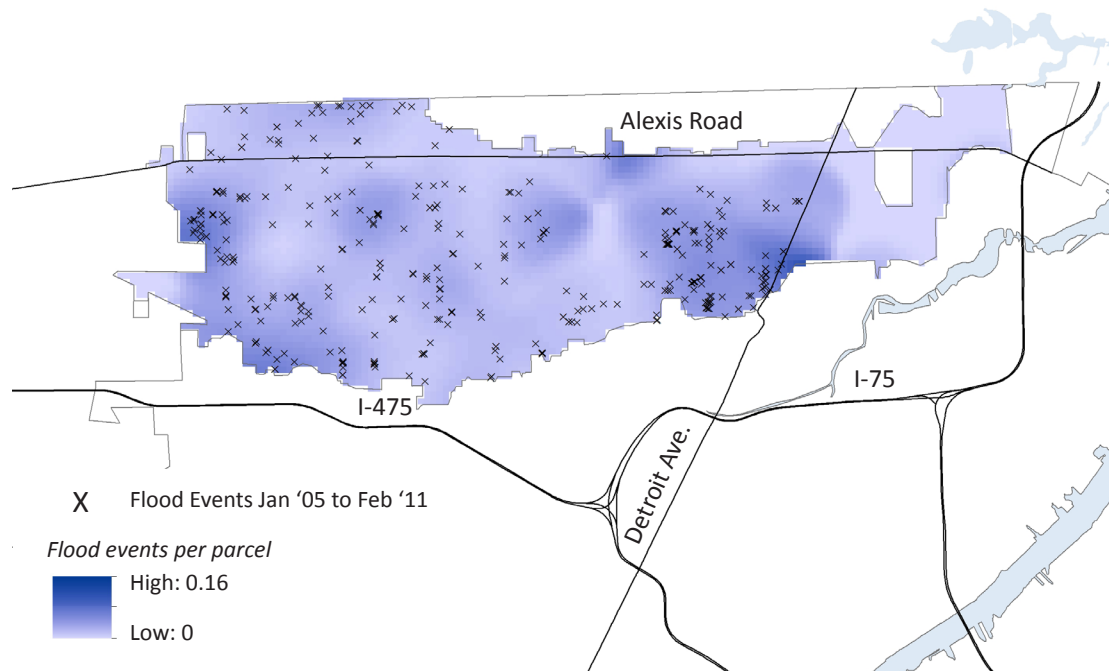 Alexis Road
I-75
I-475
Detroit Ave.
X Flood Events Jan ‘05 to Feb ‘11
Flood events per parcel
High: 0.16
Low: 0